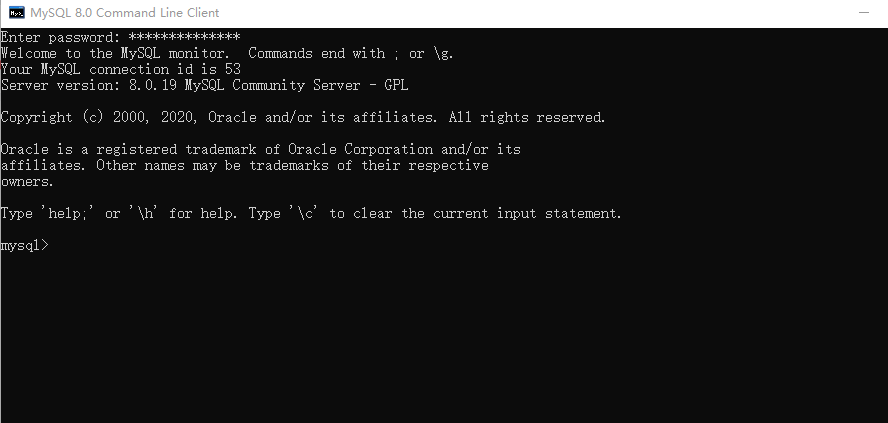 MySQL 8.0 Command Line Client
Enter password: **************
Welcome to the MySQL monitor.  Commands end with ; or \g.
Your MySQL connection id is 53
Server version: 8.0.19 MySQL Community Server - GPL
Copyright (c) 2000, 2020, Oracle and/or its affiliates. All rights reserved.
Oracle is a registered trademark of Oracle Corporation and/or its
affiliates. Other names may be trademarks of their respective
owners.
Type 'help;' or '\h' for help. Type '\c' to clear the current input statement.
mysql>